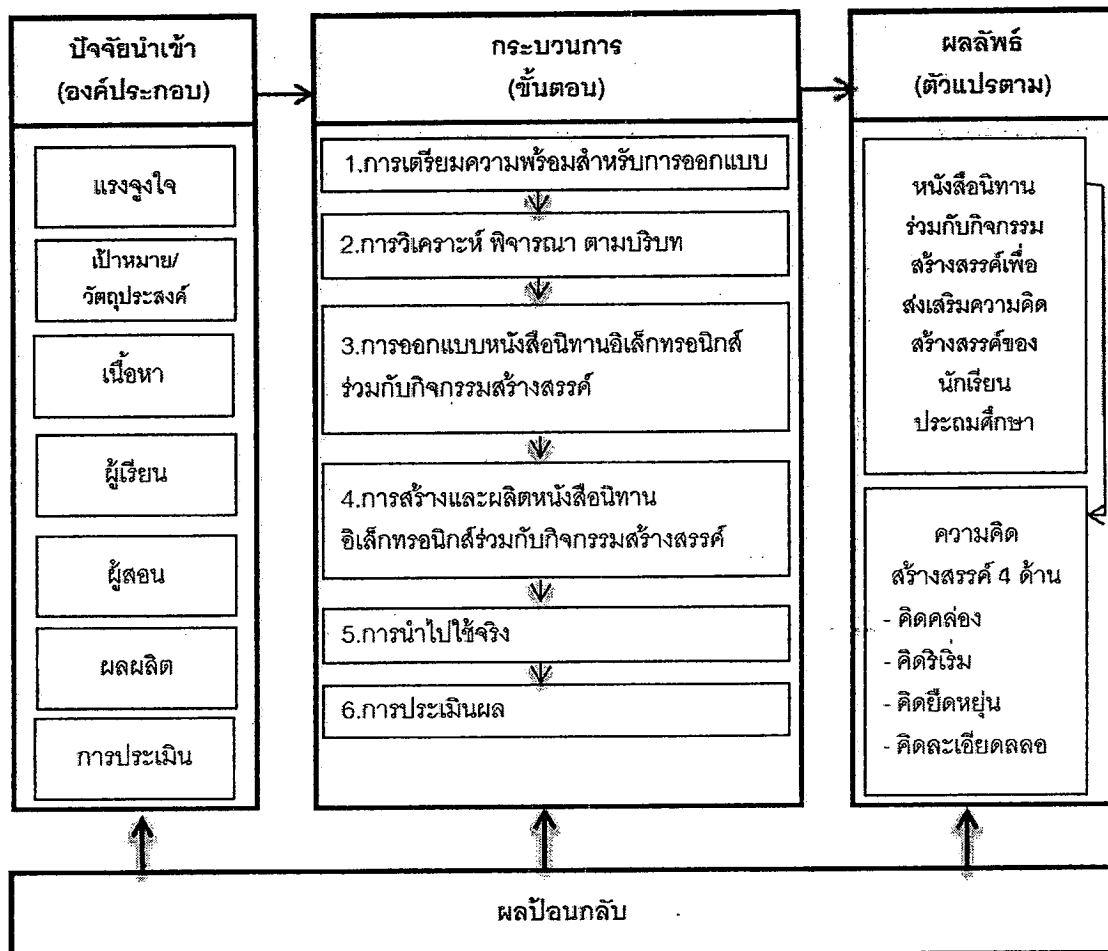 ปัจจัยนำเข้า
(องค์ประกอบ)
แรงจูงใจ
เป้าหมาย/
วัตถุประสงค์
เนื้อหา
ผู้เรียน
ผู้สอน
ผลผลิต
การประเมิน
กระบวนการ
(ขั้นตอน)
1.การเตรียมความพร้อมสำหรับการออกแบบ
2.การวิเคราะห์ พิจารณา ตามบริบท
3.การออกแบบหนังสือนิทานอิเล็กทรอนิกส์
ร่วมกับกิจกรรมสร้างสรรค์
4.การสร้างและผลิตหนังสือนิทาน
อิเล็กทรอนิกส์ร่วมกับกิจกรรมสร้างสรรค์
5.การนำไปใช้จริง
6.การประเมินผล
ผลลัพธ์
(ตัวแปรตาม)
หนังสือนิทาน
ร่วมกับกิจกรรม
สร้างสรรค์เพื่อ
ส่งเสริมความคิด
สร้างสรรค์ของ
นักเรียน
ประถมศึกษา
ความคิด
สร้างสรรค์ 4 ด้าน
- คิดคล่อง
- คิดริเริ่ม
- คิดยืดหยุ่น
- คิดละเอียดลลอ
ผลป้อนกลับ